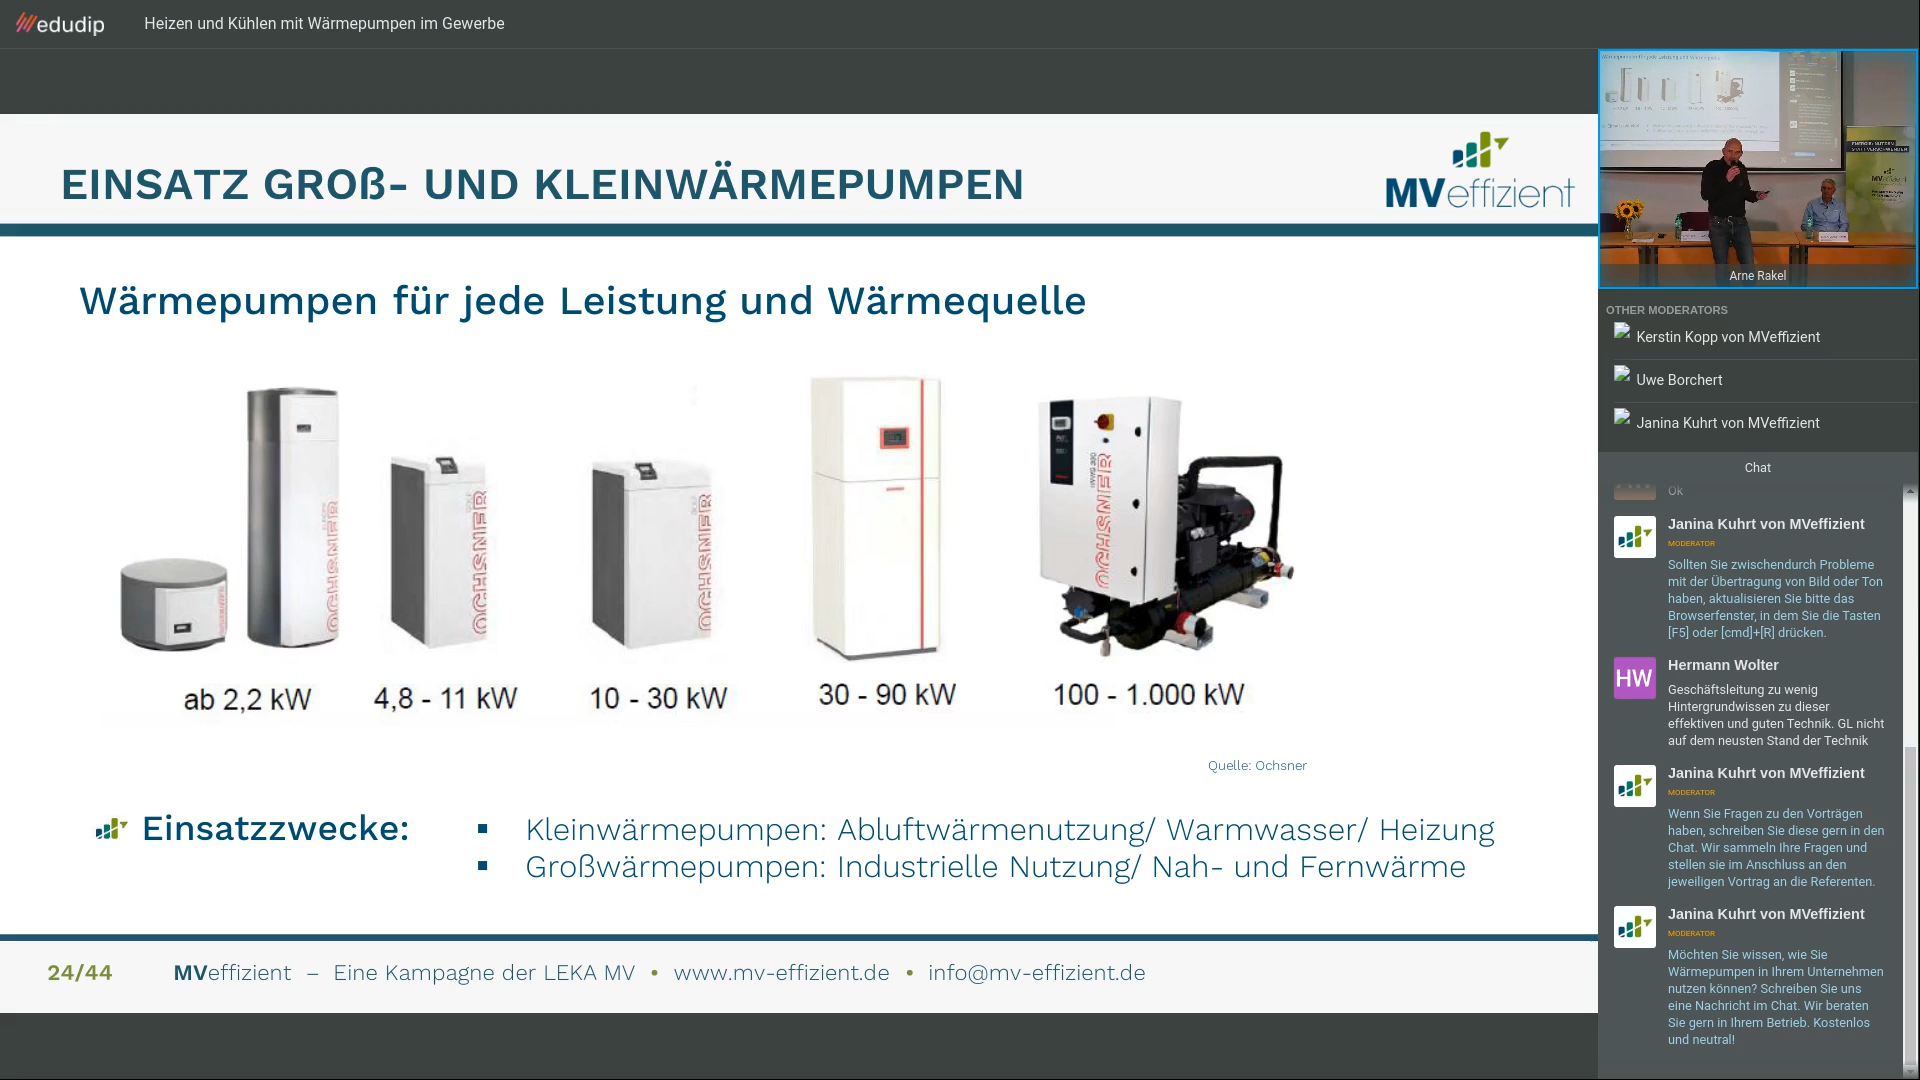 edudip
Heizen und Kühlen mit Wärmepumpen im Gewerbe
EINSATZ GROß- UND KLEINWÄRMEPUMPEN
MVeffizient
Wärmepumpen für jede Leistung und Wärmequelle
OCHSNER
OCHSNER
OCHSNER
OCHSNER
ab 2,2 kW
4,8 - 11 kW
10 - 30 kW
30 - 90 kW
100 - 1.000 kW
Quelle: Ochsner
Einsatzzwecke:
Kleinwärmepumpen: Abluftwärmenutzung/ Warmwasser/ Heizung
Großwärmepumpen: Industrielle Nutzung/ Nah- und Fernwärme
24/44
MVeffizient – Eine Kampagne der LEKA MV • www.mv-effizient.de • info@mv-effizient.de
Arne Rakel
OTHER MODERATORS
Kerstin Kopp von MVeffizient
Uwe Borchert
Janina Kuhrt von MVeffizient
Chat
Ok
Janina Kuhrt von MVeffizient
MODERATOR
Sollten Sie zwischendurch Probleme
mit der Übertragung von Bild oder Ton
haben, aktualisieren Sie bitte das
Browserfenster, in dem Sie die Tasten
[F5] oder [cmd]+[R] drücken.
HW
Hermann Wolter
Geschäftsleitung zu wenig
Hintergrundwissen zu dieser
effektiven und guten Technik. GL nicht
auf dem neusten Stand der Technik
Janina Kuhrt von MVeffizient
MODERATOR
Wenn Sie Fragen zu den Vorträgen
haben, schreiben Sie diese gern in den
Chat. Wir sammeln Ihre Fragen und
stellen sie im Anschluss an den
jeweiligen Vortrag an die Referenten.
Janina Kuhrt von MVeffizient
MODERATOR
Möchten Sie wissen, wie Sie
Wärmepumpen in Ihrem Unternehmen
nutzen können? Schreiben Sie uns
eine Nachricht im Chat. Wir beraten
Sie gern in Ihrem Betrieb. Kostenlos
und neutral!